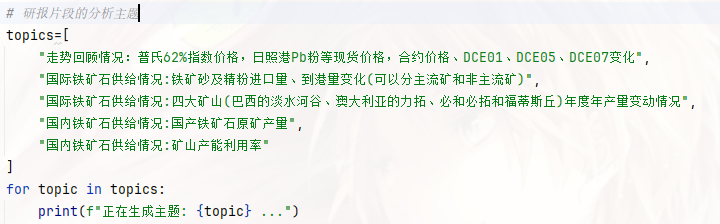 # 研报片段的分析主题
topics=[
"走势回顾情况：普氏62%指数价格，日照港Pb粉等现货价格，合约价格、DCE01、DCE05、DCE07变化",
"国际铁矿石供给情况:铁矿砂及精粉进口量、到港量变化(可以分主流矿和非主流矿)",
"国际铁矿石供给情况:四大矿山(巴西的淡水河谷、澳大利亚的力拓、必和必拓和福蒂斯丘)年度年产量变动情况",
"国内铁矿石供给情况:国产铁矿石原矿产量",
"国内铁矿石供给情况:矿山产能利用率"
]
for topic in topics:
print(f"正在生成主题: {topic} ...")